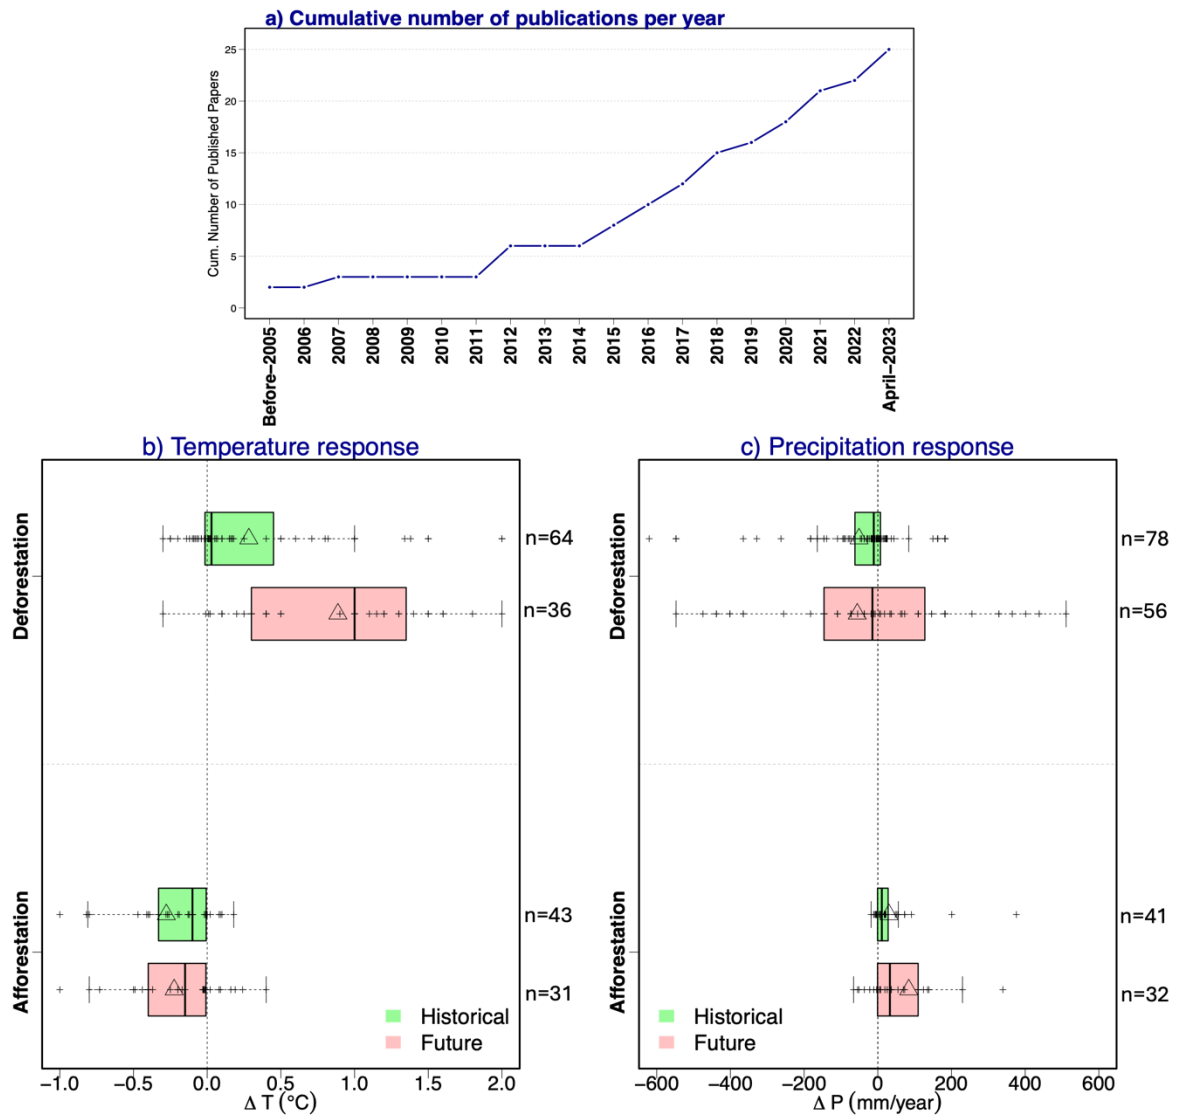 a) Cumulative number of publications per year
Cum. Number of Published Papers
25
20
15
10
5
0
Before−2005
2006
2007
2008
2009
2010
2011
2012
2013
2014
2015
2016
2017
2018
2019
2020
2021
2022
April−2023
b) Temperature response
Deforestation
n=64
n=36
Afforestation
n=43
n=31
Historical
Future
−1.0 −0.5 0.0 0.5 1.0 1.5 2.0
Δ T (°C)
c) Precipitation response
Deforestation
n=78
n=56
Afforestation
n=41
n=32
Historical
Future
−600 −400 −200 0 200 400 600
Δ P (mm/year)